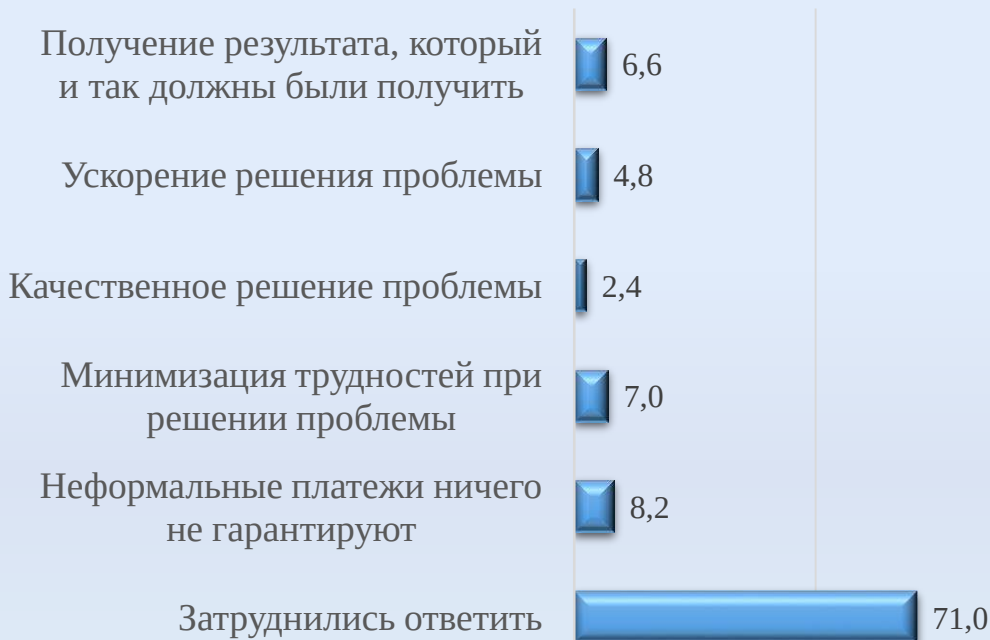 Получение результата, который
и так должны были получить
6,6
Ускорение решения проблемы
4,8
Качественное решение проблемы
2,4
Минимизация трудностей при
решении проблемы
7,0
Неформальные платежи ничего
не гарантируют
8,2
Затруднились ответить
71,0